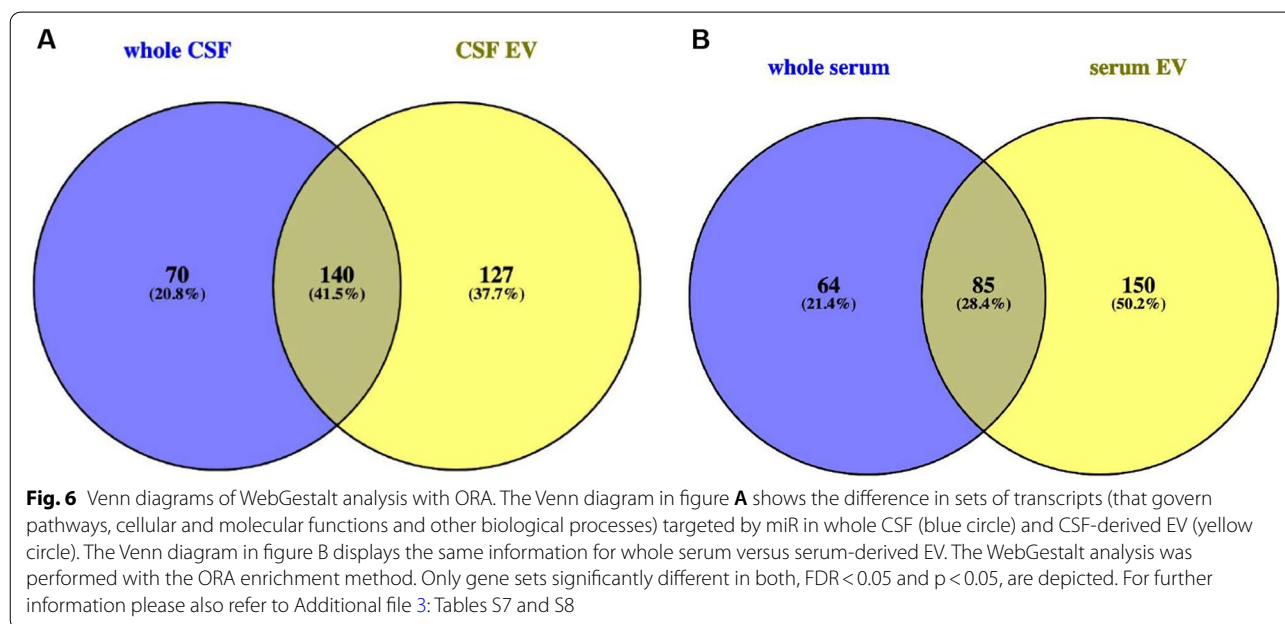 A
whole CSF
CSF EV
70
(20.8%)
140
(41.5%)
127
(37.7%)
B
whole serum
serum EV
64
(21.4%)
85
(28.4%)
150
(50.2%)
Fig. 6 Venn diagrams of WebGestalt analysis with ORA. The Venn diagram in figure A shows the difference in sets of transcripts (that govern
pathways, cellular and molecular functions and other biological processes) targeted by miR in whole CSF (blue circle) and CSF-derived EV (yellow
circle). The Venn diagram in figure B displays the same information for whole serum versus serum-derived EV. The WebGestalt analysis was
performed with the ORA enrichment method. Only gene sets significantly different in both, FDR < 0.05 and p < 0.05, are depicted. For further
information please also refer to Additional file 3: Tables S7 and S8